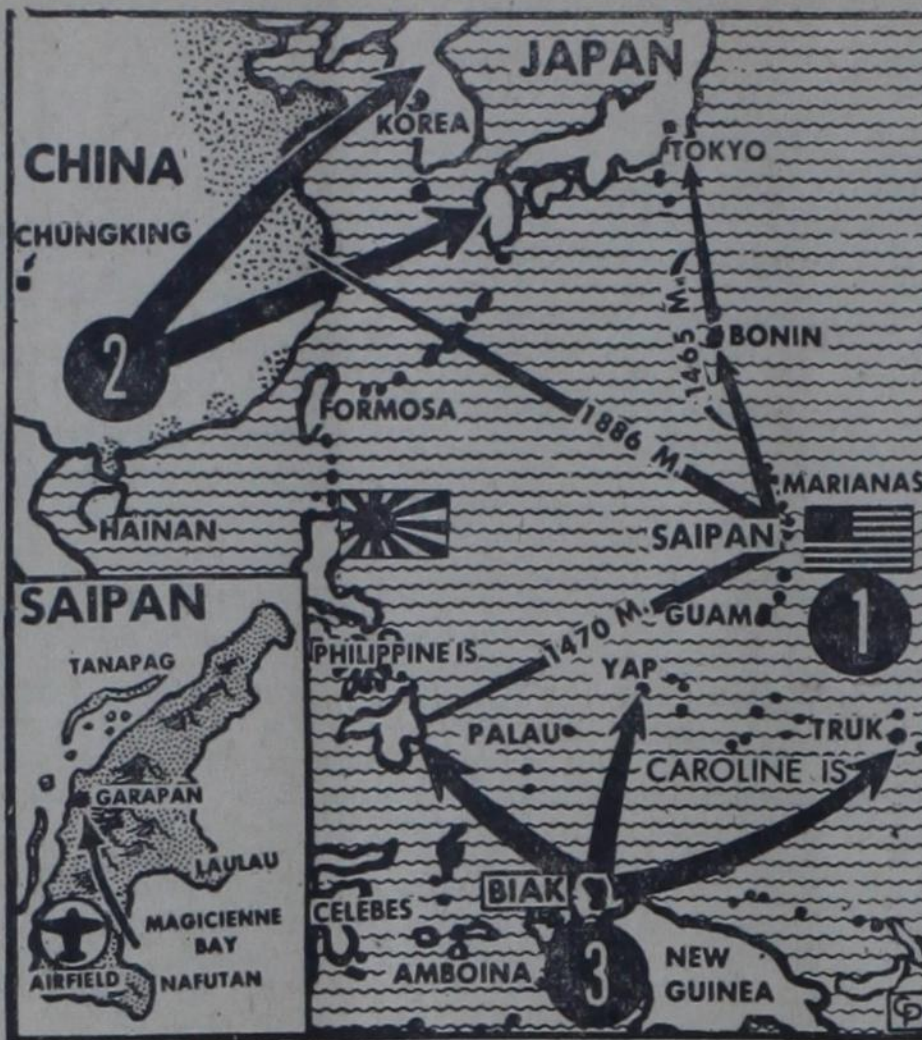 JAPAN
KOREA
TOKYO
CHINA
CHUNGKING
2
1465 M.
BONIN
FORMOSA
1886 M.
MARIANAS
HAINAN
SAIPAN
GUAM
1
1470 M.
PHILIPPINE IS.
YAP
PALAU
TRUK
CAROLINE IS
BIAK
CELEBES
AMBOINA
3
NEW
GUINEA
CP
SAIPAN
TANAPAG
GARAPAN
LAULAU
MAGICIENNE
BAY
AIRFIELD
NAFUTAN